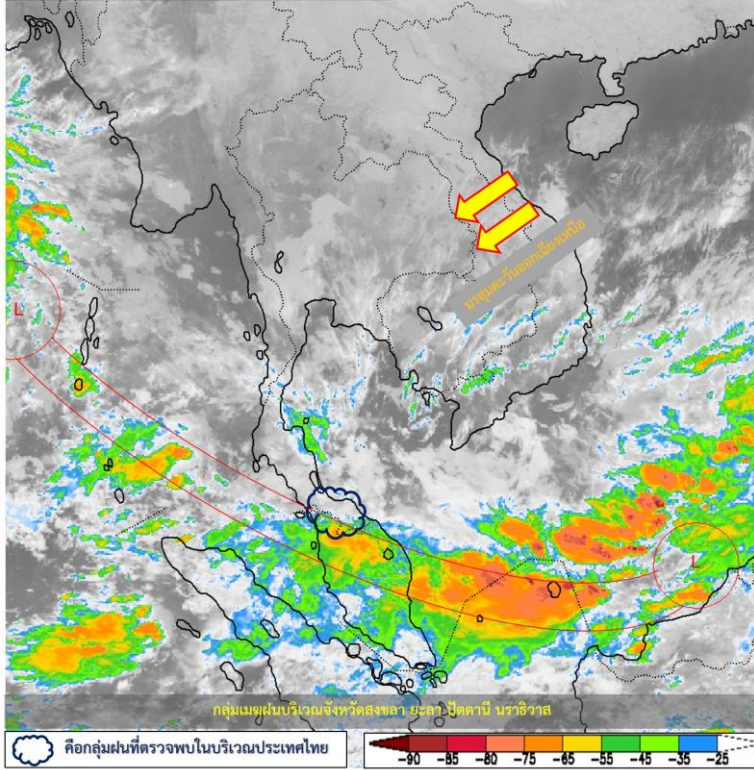 L
มรสุมตะวันออกเฉียงเหนือ
L
กลุ่มเมฆฝนบริเวณจังหวัดสงขลา ยะลา ปัตตานี นราธิวาส
คือกลุ่มฝนที่ตรวจพบในบริเวณประเทศไทย
-90 -85 -80 -75 -65 -55 -45 -35 -25